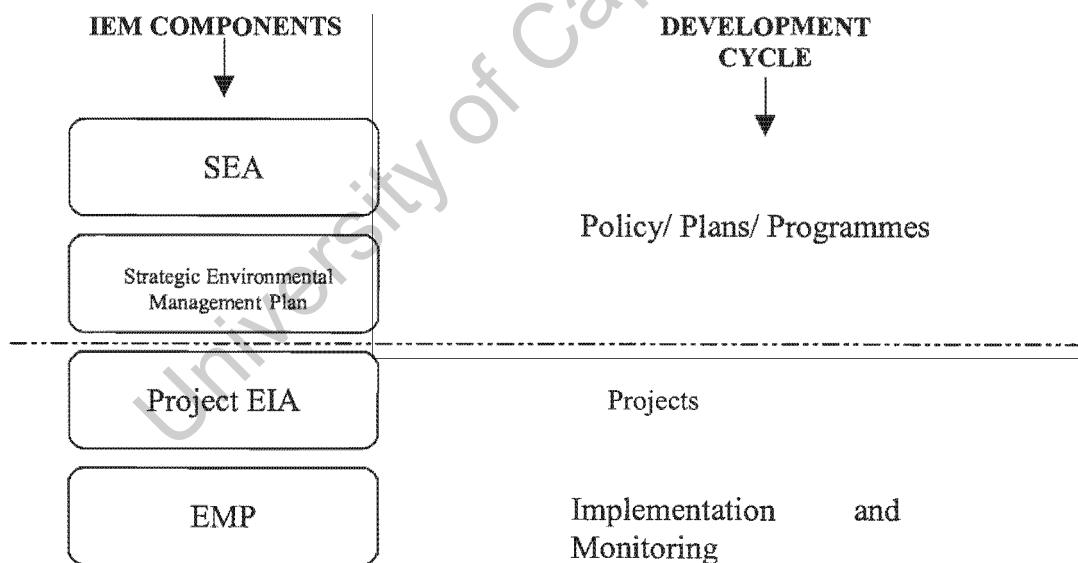 IEM COMPONENTS
DEVELOPMENT
CYCLE
SEA
Policy/ Plans/ Programmes
Strategic Environmental
Management Plan
Project EIA
Projects
EMP
Implementation and
Monitoring
University of Cap